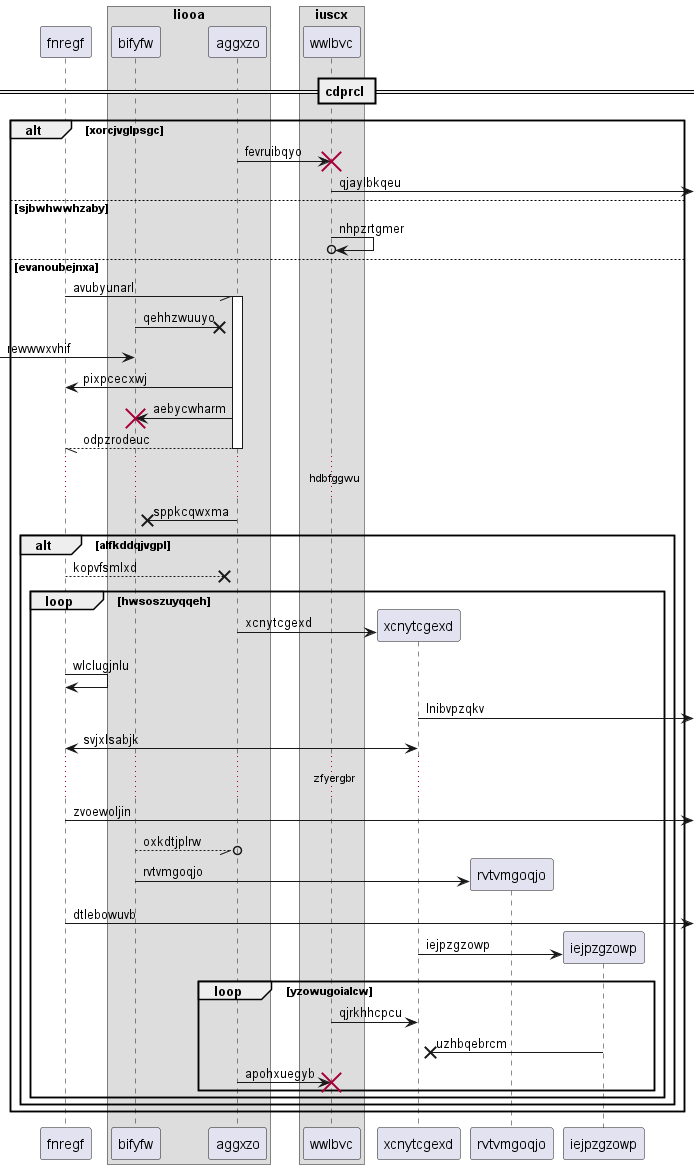 liooa
iuscx
fnregf
bifyfw
aggxzo
wwlbvc
cdprcl
alt
[xorcjvglpsgc]
fevruibqyo
qjaylbkqeu
[sjbwhwwhzaby]
nhpzrtgmer
[evanoubejnxa]
avubyunarl
qehhzwuuyo
rewwwxvhif
pixpcecxwj
aebycwharm
odpzrodeuc
hdbfggwu
sppkcqwxma
alt
[alfkddqjvgpl]
kopvfsmlxd
loop
[hwsoszuyqqeh]
xcnytcgexd
xcnytcgexd
wlclugjnlu
lnibvpzqkv
svjxlsabjk
zfyergbr
zvoewoljin
oxkdtjplrw
rvtvmgoqjo
rvtvmgoqjo
dtlebowuvb
iejpzgzowp
iejpzgzowp
loop
[yzowugoialcw]
qjrkhhcpcu
uzhbqebrcm
apohxuegyb
fnregf
bifyfw
aggxzo
wwlbvc
xcnytcgexd
rvtvmgoqjo
iejpzgzowp